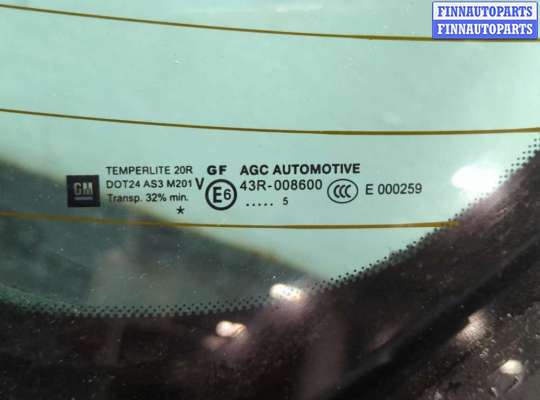 FINNAUTOPARTS
FINNAUTOPARTS
TEMPERLITE 20R GF AGC AUTOMOTIVE
GM DOT24 AS3 M201 V E6 43R-008600 CCC E 000259
Transp. 32% min. ..... 5
*